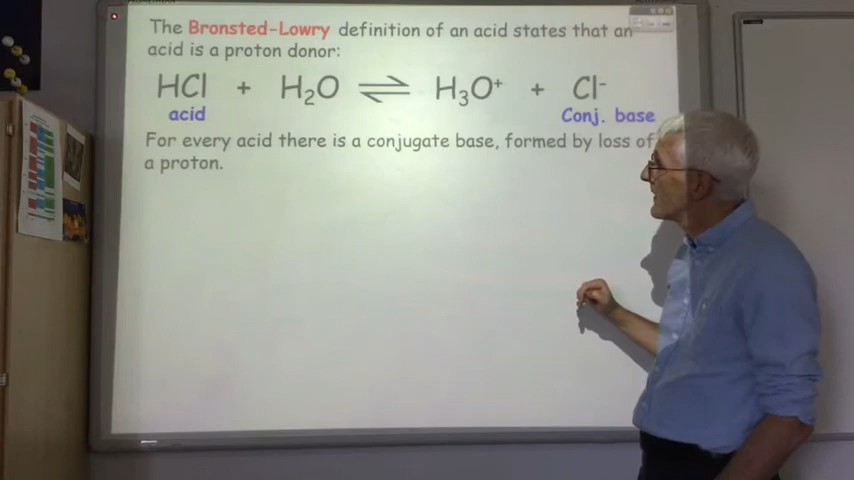 The Bronsted-Lowry definition of an acid states that an
acid is a proton donor:
HCl + H₂O ⇌ H₃O⁺ + Cl⁻
acid Conj. base
For every acid there is a conjugate base, formed by loss of
a proton.